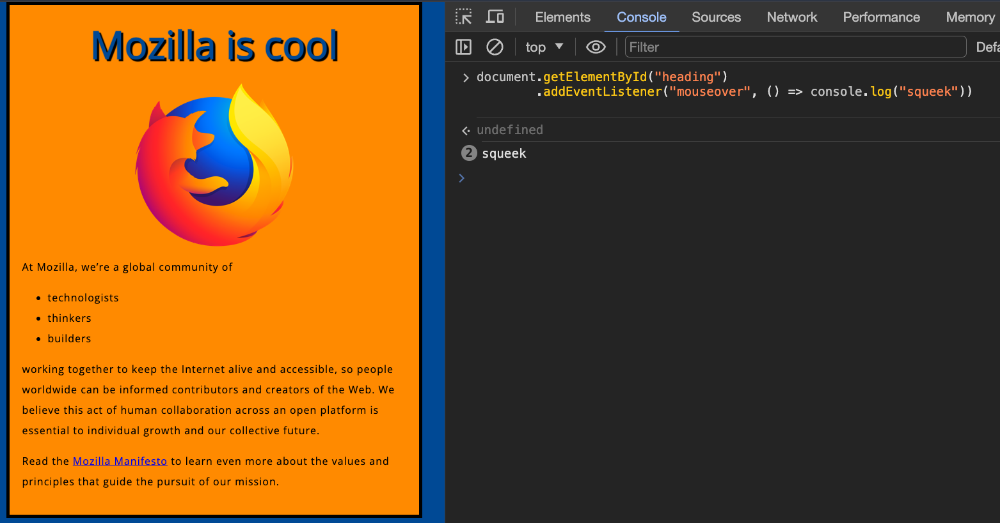 Mozilla is cool
At Mozilla, we’re a global community of
technologists
thinkers
builders
working together to keep the Internet alive and accessible, so people
worldwide can be informed contributors and creators of the Web. We
believe this act of human collaboration across an open platform is
essential to individual growth and our collective future.
Read the Mozilla Manifesto to learn even more about the values and
principles that guide the pursuit of our mission.
Elements Console Sources Network Performance Memory
top Filter Defa
document.getElementById("heading")
.addEventListener("mouseover", () => console.log("squeek"))
undefined
2 squeek